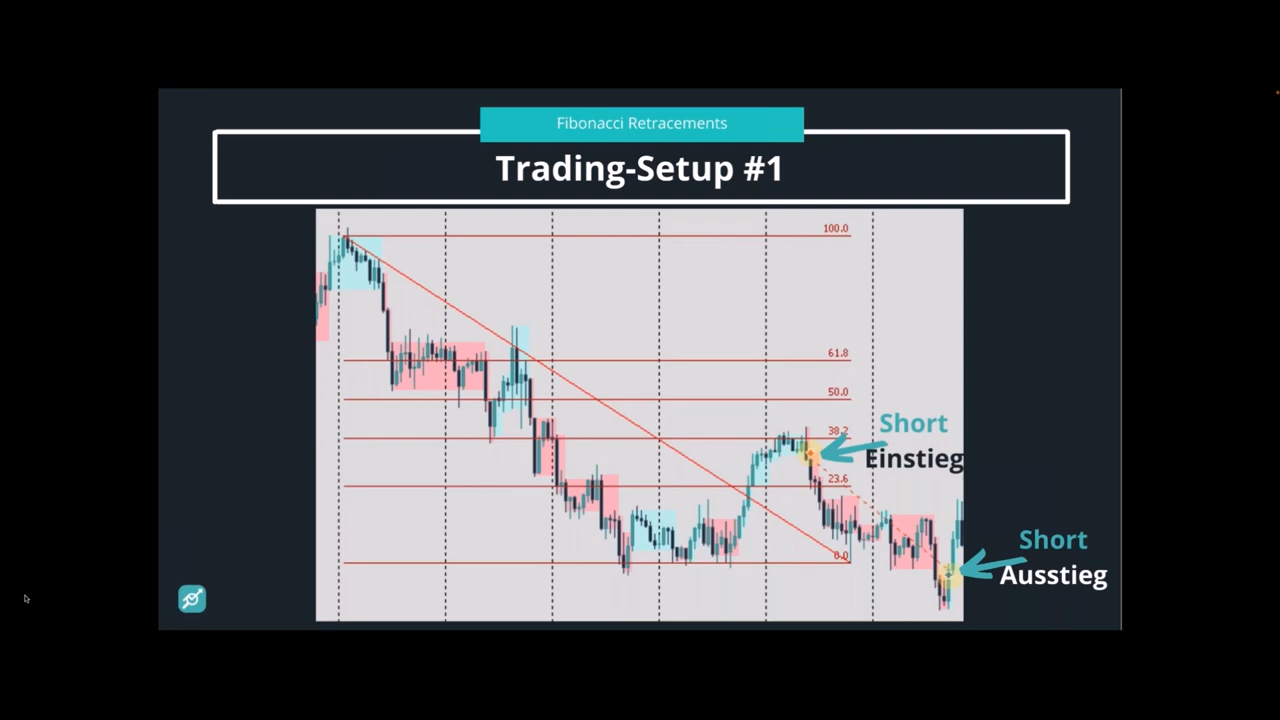 Fibonacci Retracements
Trading-Setup #1
100.0
61.8
50.0
38.2
Short
Einstieg
23.6
0.0
Short
Ausstieg